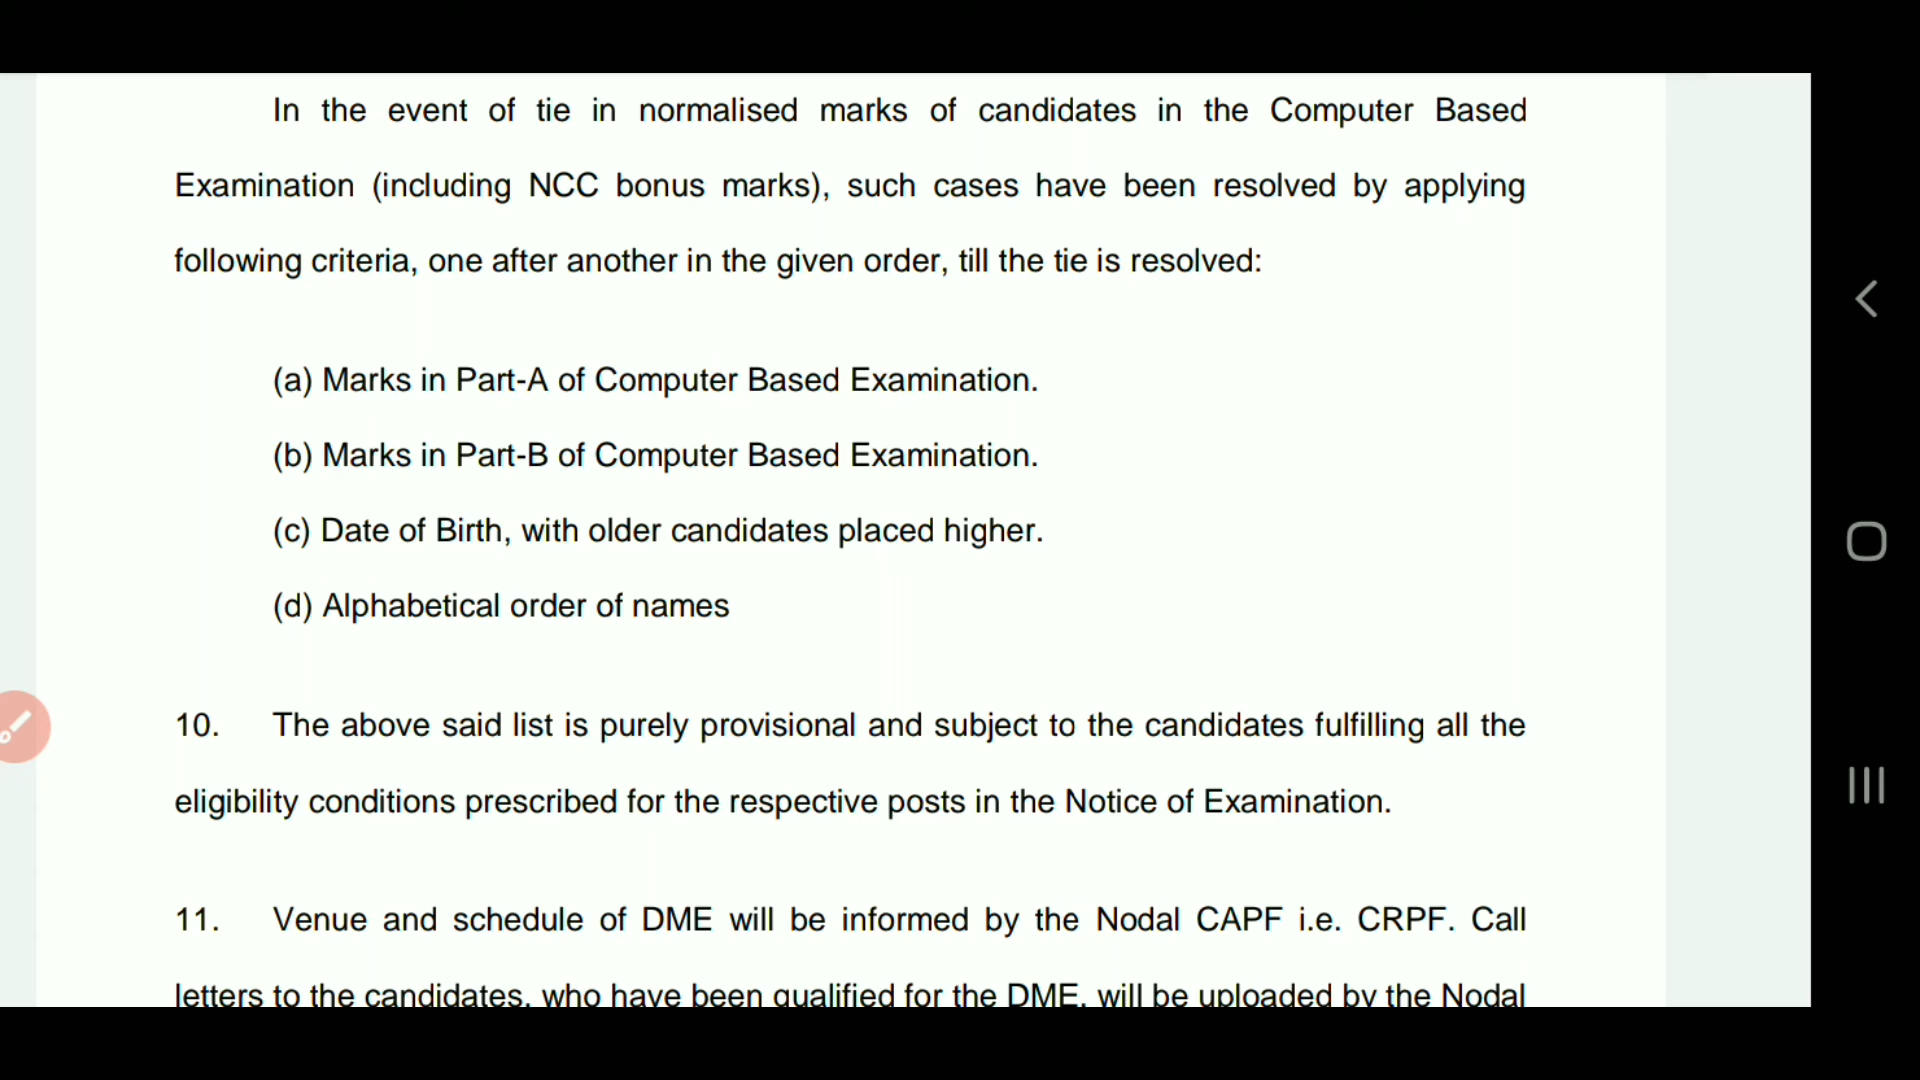 In the event of tie in normalised marks of candidates in the Computer Based
Examination (including NCC bonus marks), such cases have been resolved by applying
following criteria, one after another in the given order, till the tie is resolved:
(a) Marks in Part-A of Computer Based Examination.
(b) Marks in Part-B of Computer Based Examination.
(c) Date of Birth, with older candidates placed higher.
(d) Alphabetical order of names
10. The above said list is purely provisional and subject to the candidates fulfilling all the
eligibility conditions prescribed for the respective posts in the Notice of Examination.
11. Venue and schedule of DME will be informed by the Nodal CAPF i.e. CRPF. Call
letters to the candidates, who have been qualified for the DME, will be uploaded by the Nodal